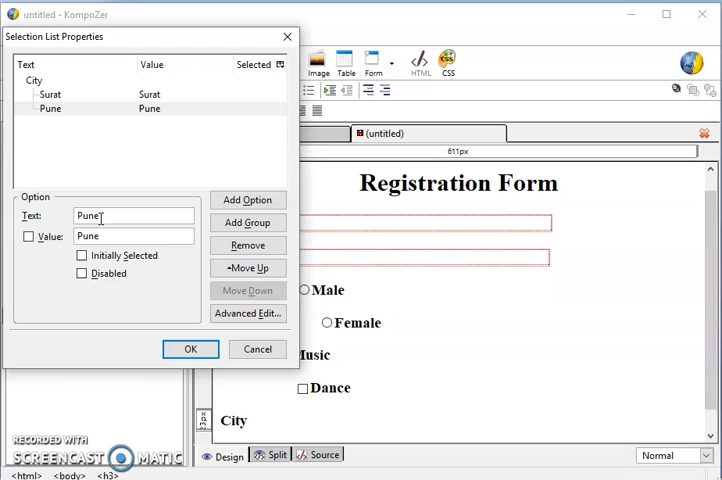 untitled - KompoZer
Selection List Properties
Text Value Selected
City
Surat Surat
Pune Pune
Option
Text: Pune
Value: Pune
Initially Selected
Disabled
Add Option
Add Group
Remove
Move Up
Move Down
Advanced Edit...
OK Cancel
Image Table Form HTML CSS
(untitled)
611px
Registration Form
Male
Female
Music
Dance
City
RECORDED WITH
SCREENCAST MATIC
Design Split Source Normal
<html> <body> <h3>